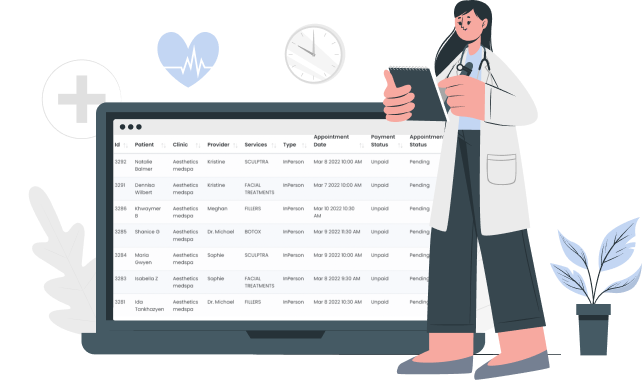 Id Patient Clinic Provider Services Type Appointment Date Payment Status Appointment Status
3292 Natalie Balmer Aesthetics medspa Kristine SCULPTRA InPerson Mar 8 2022 10:00 AM Unpaid Pending
3291 Dennisa Wilbert Aesthetics medspa Kristine FACIAL TREATMENTS InPerson Mar 7 2022 10:00 AM Unpaid Pending
3286 Khwaymer B Aesthetics medspa Meghan FILLERS InPerson Mar 10 2022 10:30 AM Unpaid Pending
3285 Shanice G Aesthetics medspa Dr. Michael BOTOX InPerson Mar 9 2022 9:30 AM Unpaid Pending
3284 Maria Gwyen Aesthetics medspa Sophie SCULPTRA InPerson Mar 8 2022 10:00 AM Unpaid Pending
3283 Isabella Z Aesthetics medspa Sophie FACIAL TREATMENTS InPerson Mar 8 2022 9:30 AM Unpaid Pending
3281 Ida Tankhasyen Aesthetics medspa Dr. Michael FILLERS InPerson Mar 8 2022 10:30 AM Unpaid Pending